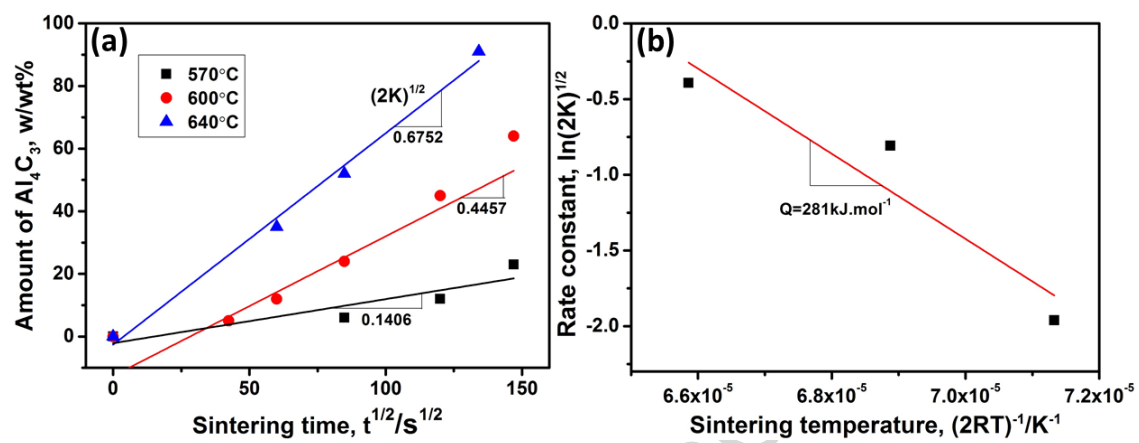 (a)
Amount of Al₄C₃, w/wt%
100
80
60
40
20
0
570°C
600°C
640°C
(2K)^1/2
0.6752
0.4457
0.1406
0 50 100 150
Sintering time, t^1/2/s^1/2
(b)
Rate constant, ln(2K)^1/2
0.0
-0.5
-1.0
-1.5
-2.0
Q=281kJ.mol⁻¹
6.6x10⁻⁵ 6.8x10⁻⁵ 7.0x10⁻⁵ 7.2x10⁻⁵
Sintering temperature, (2RT)⁻¹/K⁻¹